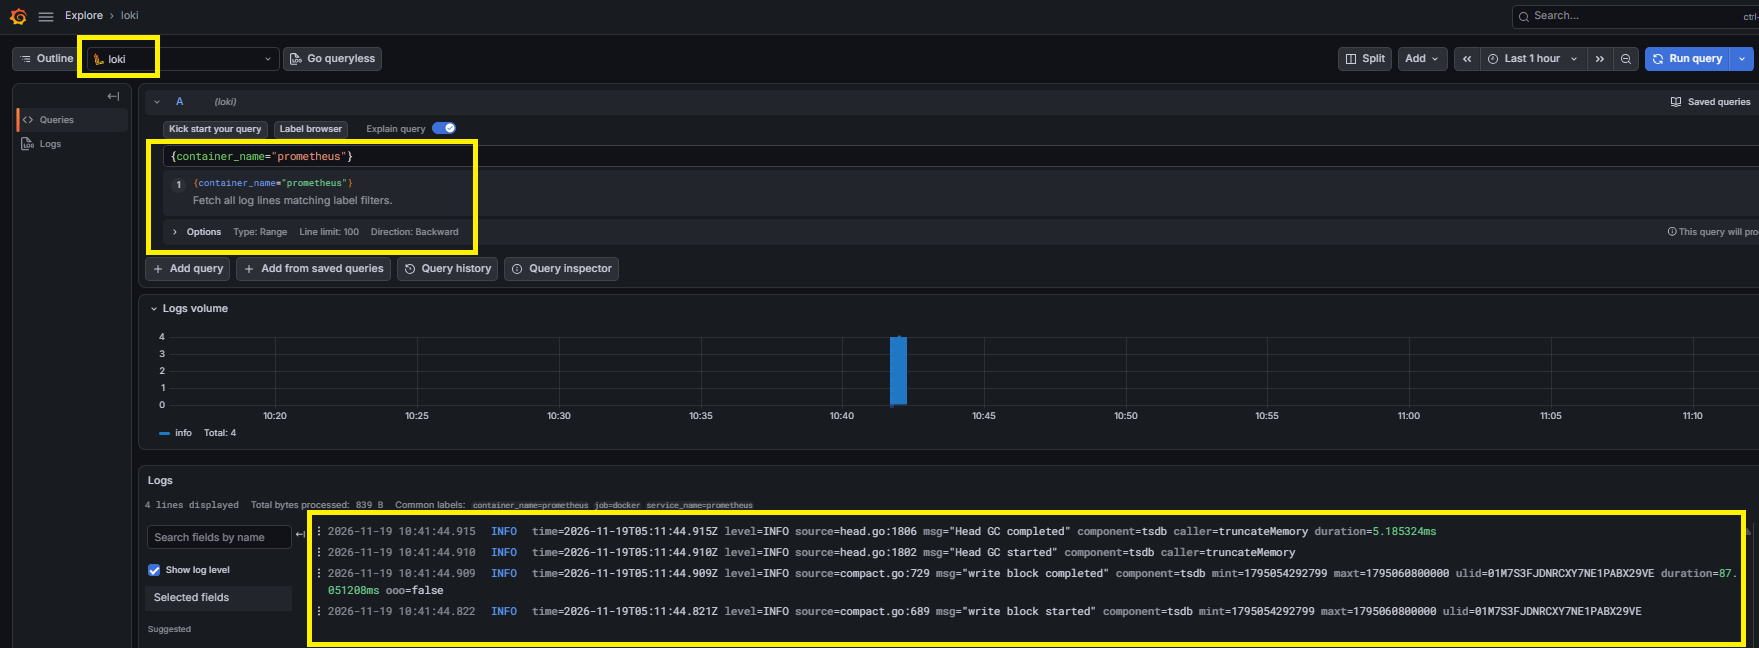 Explore › loki
Search...
ctrl-
Outline
loki
Go queryless
Split
Add
Last 1 hour
Run query
A (loki)
Saved queries
Queries
Logs
Kick start your query
Label browser
Explain query
{container_name="prometheus"}
1 {container_name="prometheus"}
Fetch all log lines matching label filters.
Options Type: Range Line limit: 100 Direction: Backward
This query will pro
+ Add query
+ Add from saved queries
Query history
Query inspector
Logs volume
4
3
2
1
0
10:20 10:25 10:30 10:35 10:40 10:45 10:50 10:55 11:00 11:05 11:10
info Total: 4
Logs
4 lines displayed Total bytes processed: 839 B Common labels: container_name=prometheus job=docker service_name=prometheus
Search fields by name
Show log level
Selected fields
Suggested
2026-11-19 10:41:44.915 INFO time=2026-11-19T05:11:44.915Z level=INFO source=head.go:1806 msg="Head GC completed" component=tsdb caller=truncateMemory duration=5.185324ms
2026-11-19 10:41:44.910 INFO time=2026-11-19T05:11:44.910Z level=INFO source=head.go:1802 msg="Head GC started" component=tsdb caller=truncateMemory
2026-11-19 10:41:44.909 INFO time=2026-11-19T05:11:44.909Z level=INFO source=compact.go:729 msg="write block completed" component=tsdb mint=1795054292799 maxt=1795060800000 ulid=01M7S3FJDNRCXY7NE1PABX29VE duration=87.
051208ms ooo=false
2026-11-19 10:41:44.822 INFO time=2026-11-19T05:11:44.821Z level=INFO source=compact.go:689 msg="write block started" component=tsdb mint=1795054292799 maxt=1795060800000 ulid=01M7S3FJDNRCXY7NE1PABX29VE